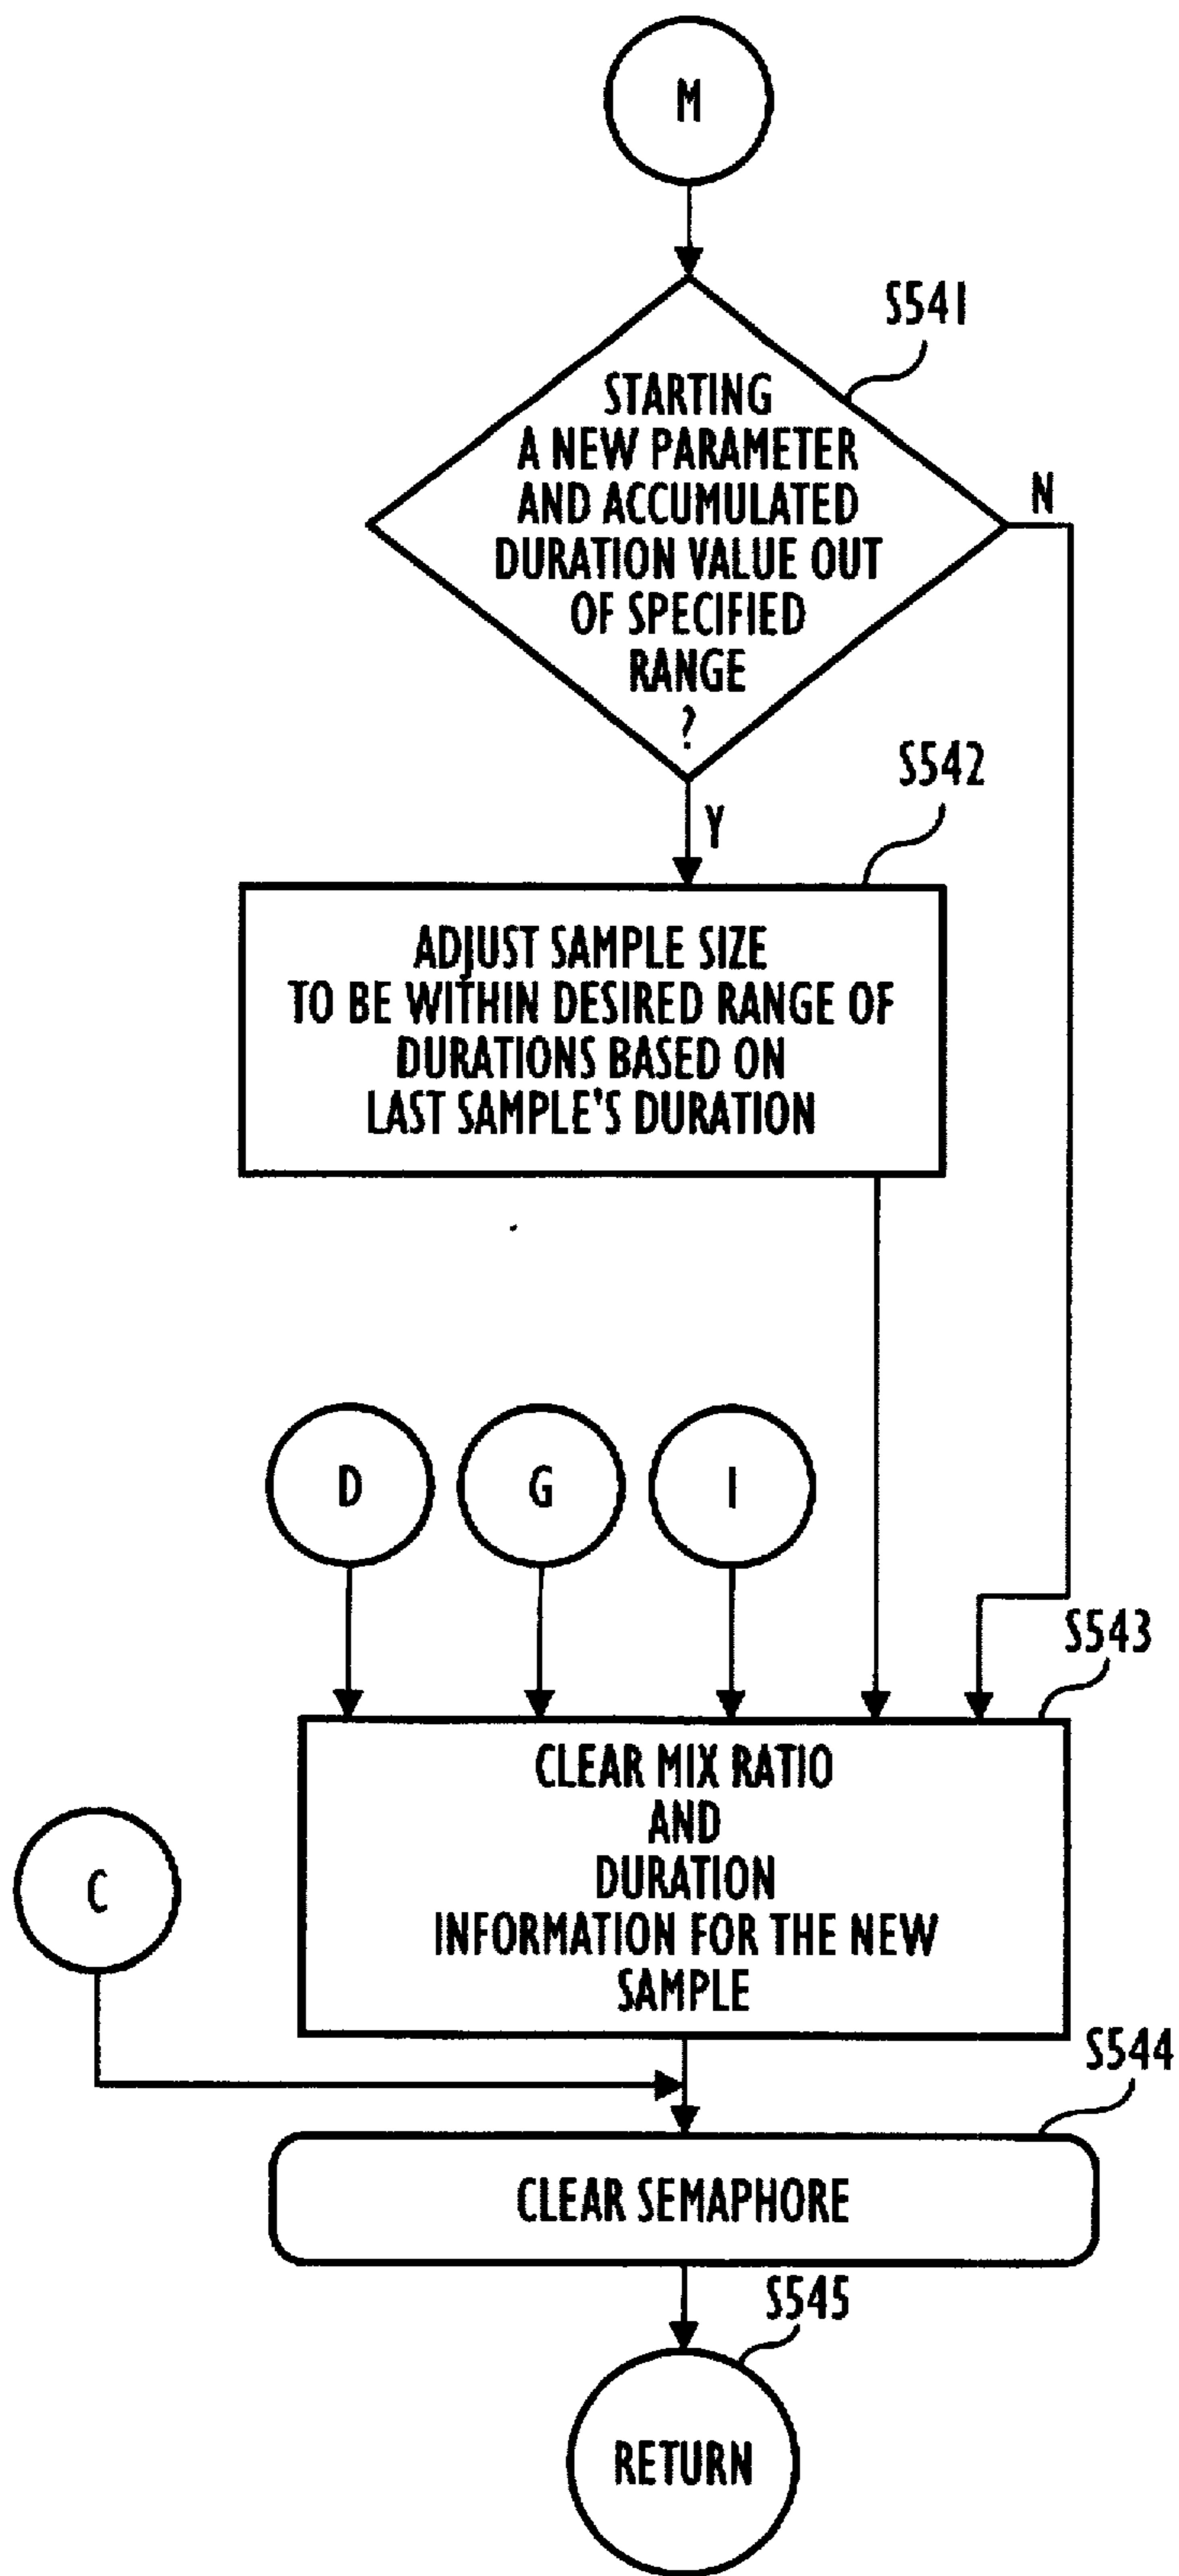 M
S541
STARTING
A NEW PARAMETER
AND ACCUMULATED
DURATION VALUE OUT
OF SPECIFIED
RANGE
?
N
Y
S542
ADJUST SAMPLE SIZE
TO BE WITHIN DESIRED RANGE OF
DURATIONS BASED ON
LAST SAMPLE'S DURATION
D
G
I
S543
CLEAR MIX RATIO
AND
DURATION
INFORMATION FOR THE NEW
SAMPLE
C
S544
CLEAR SEMAPHORE
S545
RETURN